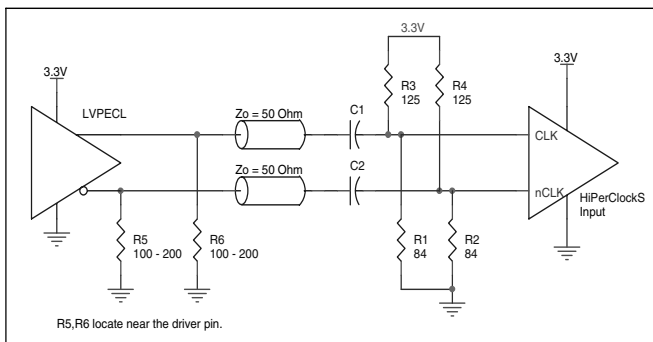 3.3V
3.3V
3.3V
LVPECL
R3
125
R4
125
Zo = 50 Ohm
C1
CLK
Zo = 50 Ohm
C2
nCLK
HiPerClockS
Input
R5
100 - 200
R6
100 - 200
R1
84
R2
84
R5,R6 locate near the driver pin.